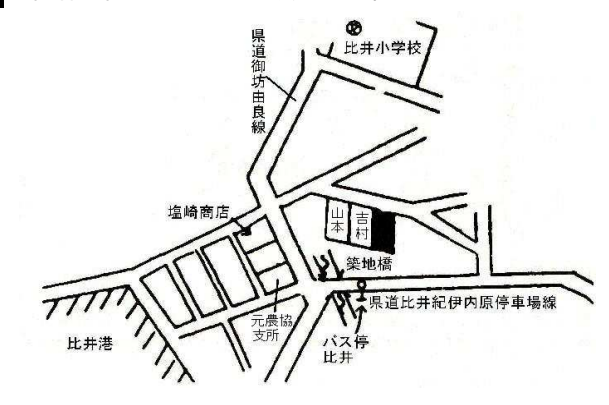 比井小学校
県道御坊由良線
塩崎商店
山本
吉村
築地橋
県道比井紀伊内原停車場線
元農協
支所
バス停
比井
比井港